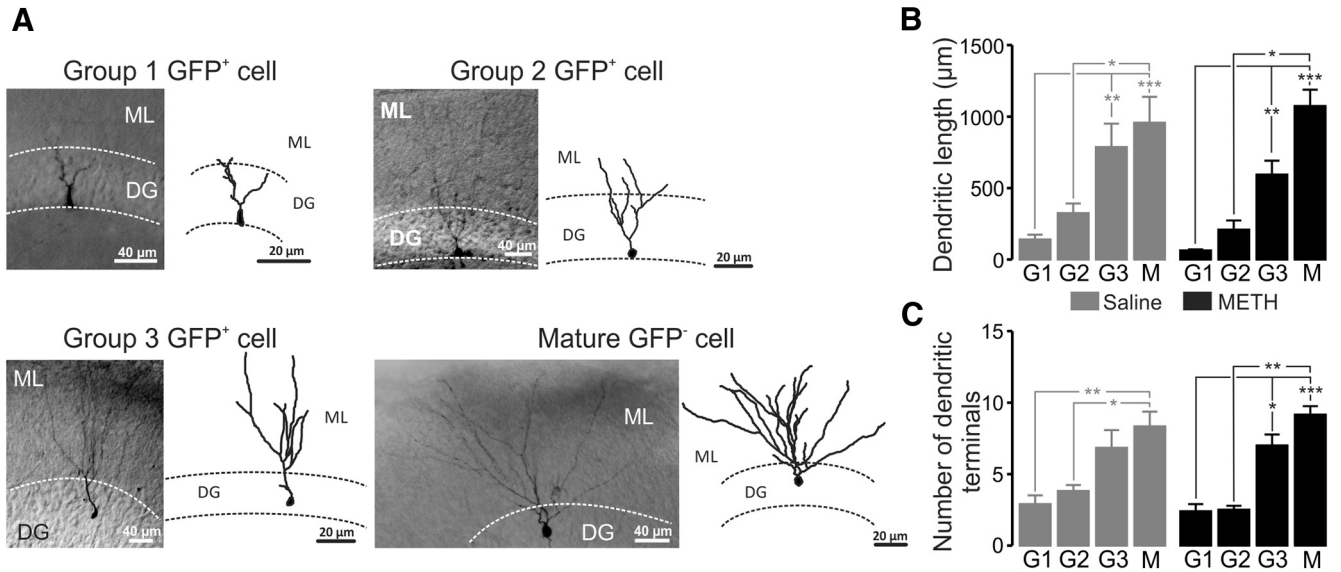 A
Group 1 GFP⁺ cell
ML
DG
40 µm
ML
DG
20 µm
Group 2 GFP⁺ cell
ML
DG
40 µm
ML
DG
20 µm
Group 3 GFP⁺ cell
ML
DG
40 µm
ML
DG
20 µm
Mature GFP⁻ cell
ML
DG
40 µm
ML
DG
20 µm
B
Dendritic length (µm)
1500
1000
500
0
*
**
***
*
**
***
G1 G2 G3 M G1 G2 G3 M
Saline METH
C
Number of dendritic
terminals
15
10
5
0
**
*
**
*
***
G1 G2 G3 M G1 G2 G3 M